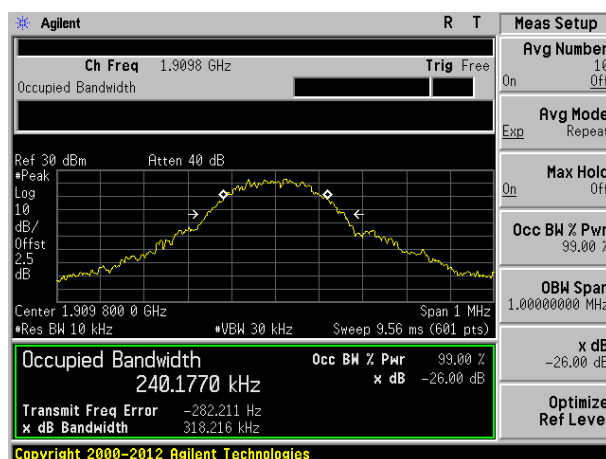 Agilent R T
Ch Freq 1.9098 GHz Trig Free
Occupied Bandwidth
Ref 30 dBm Atten 40 dB
#Peak
Log
10
dB/
Offst
2.5
dB
Center 1.909 800 0 GHz Span 1 MHz
#Res BW 10 kHz #VBW 30 kHz Sweep 9.56 ms (601 pts)
Occupied Bandwidth Occ BW % Pwr 99.00 %
240.1770 kHz x dB -26.00 dB
Transmit Freq Error -282.211 Hz
x dB Bandwidth 318.216 kHz
Copyright 2000-2012 Agilent Technologies
Meas Setup
Avg Number
10
On Off
Avg Mode
Exp Repeat
Max Hold
On Off
Occ BW % Pwr
99.00 %
OBW Span
1.00000000 MHz
x dB
-26.00 dB
Optimize
Ref Level